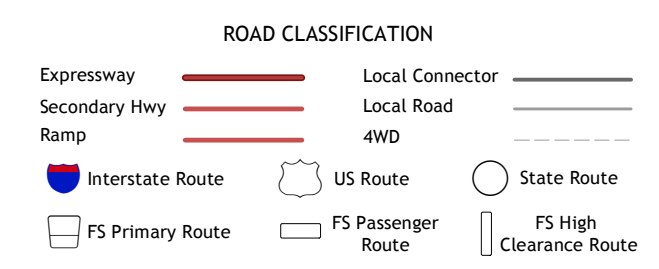 ROAD CLASSIFICATION
Expressway
Local Connector
Secondary Hwy
Local Road
Ramp
4WD
Interstate Route
US Route
State Route
FS Primary Route
FS Passenger
Route
FS High
Clearance Route